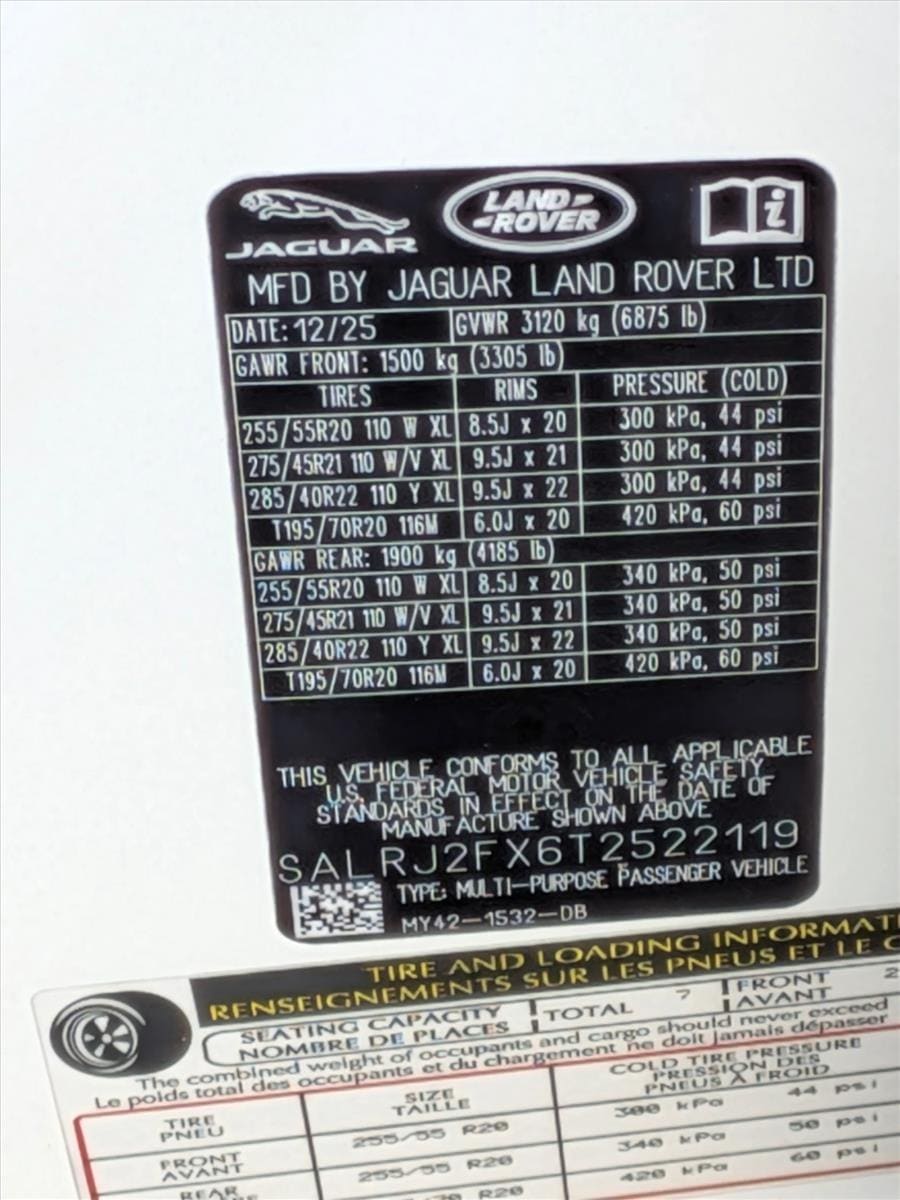 JAGUAR
LAND ROVER
i
MFD BY JAGUAR LAND ROVER LTD
DATE: 12/25 GVWR 3120 kg (6875 lb)
GAWR FRONT: 1500 kg (3305 lb)
TIRES RIMS PRESSURE (COLD)
255/55R20 110 W XL 8.5J x 20 300 kPa, 44 psi
275/45R21 110 W/V XL 9.5J x 21 300 kPa, 44 psi
285/40R22 110 Y XL 9.5J x 22 300 kPa, 44 psi
T195/70R20 116M 6.0J x 20 420 kPa, 60 psi
GAWR REAR: 1900 kg (4185 lb)
255/55R20 110 W XL 8.5J x 20 340 kPa, 50 psi
275/45R21 110 W/V XL 9.5J x 21 340 kPa, 50 psi
285/40R22 110 Y XL 9.5J x 22 340 kPa, 50 psi
T195/70R20 116M 6.0J x 20 420 kPa, 60 psi
THIS VEHICLE CONFORMS TO ALL APPLICABLE
U.S. FEDERAL MOTOR VEHICLE SAFETY
STANDARDS IN EFFECT ON THE DATE OF
MANUFACTURE SHOWN ABOVE
SALRJ2FX6T2522119
TYPE: MULTI-PURPOSE PASSENGER VEHICLE
MY42-1532-DB
TIRE AND LOADING INFORMAT
RENSEIGNEMENTS SUR LES PNEUS ET LE C
SEATING CAPACITY TOTAL 7 FRONT 2
NOMBRE DE PLACES AVANT
The combined weight of occupants and cargo should never exceed
Le poids total des occupants et du chargement ne doit jamais dépasser
TIRE SIZE COLD TIRE PRESSURE
PNEU TAILLE PRESSION DES
PNEUS À FROID
FRONT 255/55 R20 300 kPa 44 psi
AVANT
REAR 255/55 R20 340 kPa 50 psi
R20 420 kPa 60 psi